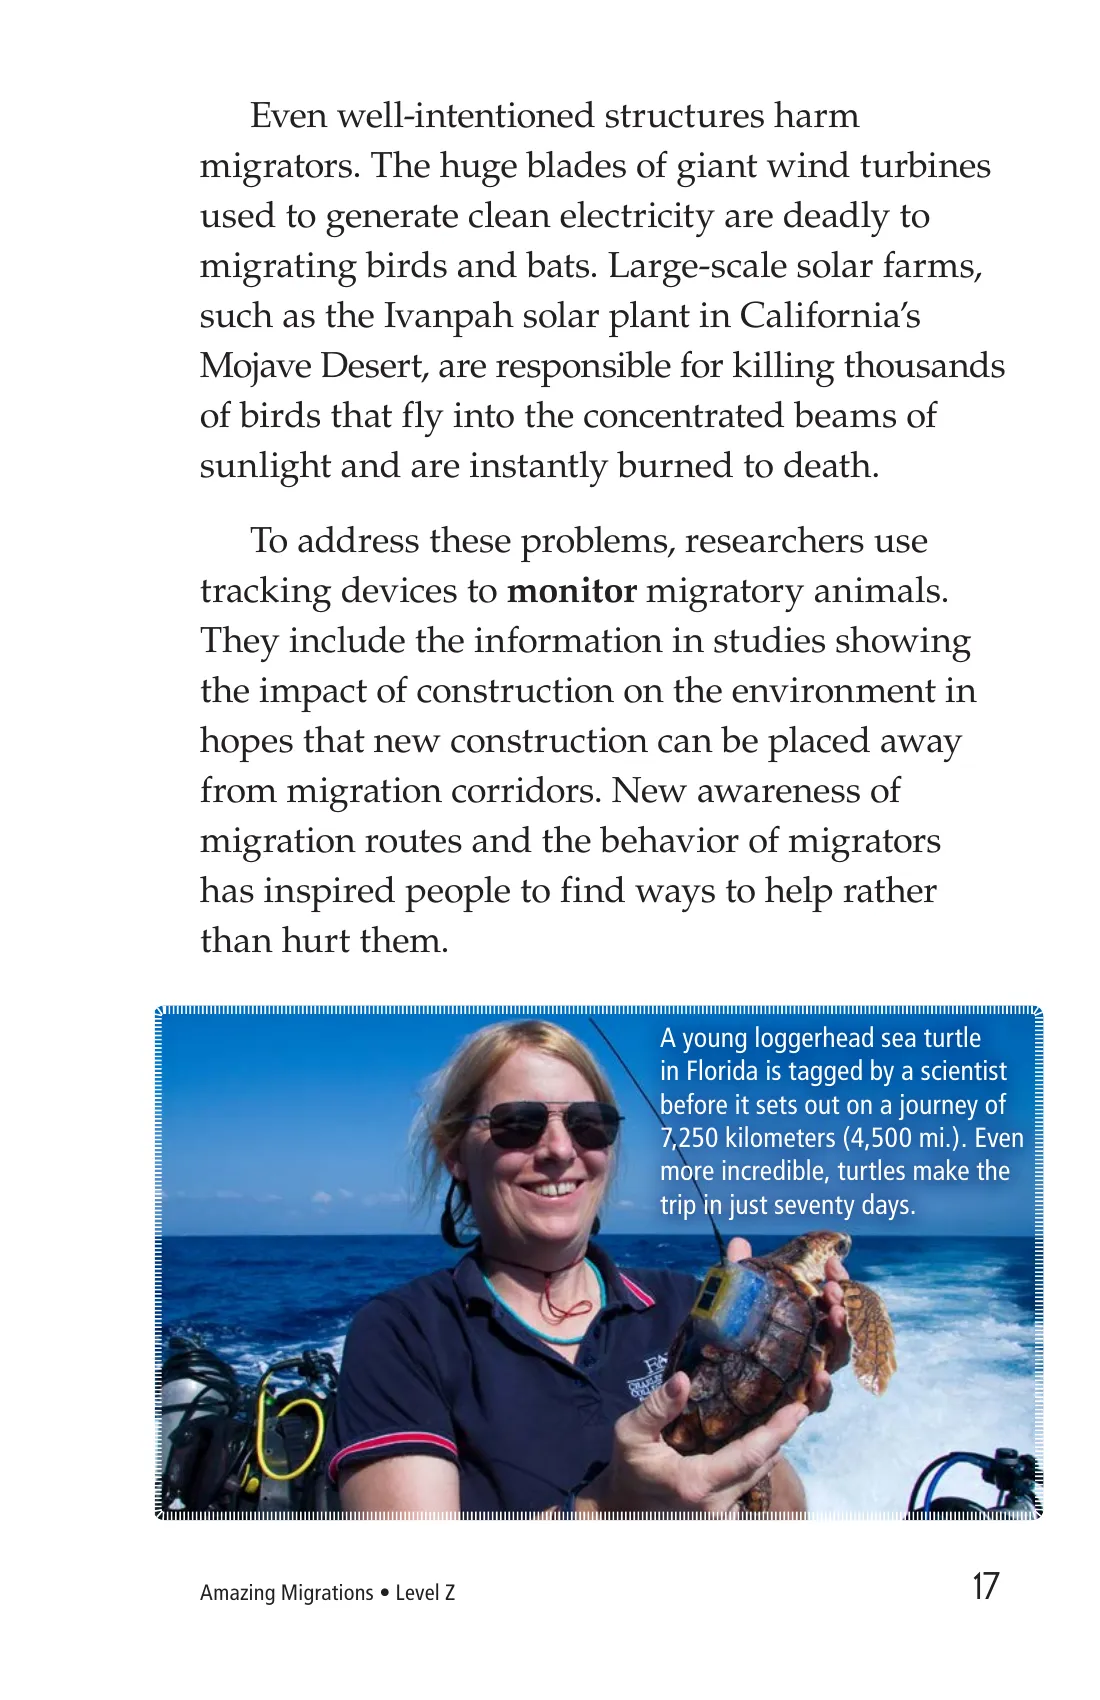 Even well-intentioned structures harm
migrators. The huge blades of giant wind turbines
used to generate clean electricity are deadly to
migrating birds and bats. Large-scale solar farms,
such as the Ivanpah solar plant in California’s
Mojave Desert, are responsible for killing thousands
of birds that fly into the concentrated beams of
sunlight and are instantly burned to death.
To address these problems, researchers use
tracking devices to monitor migratory animals.
They include the information in studies showing
the impact of construction on the environment in
hopes that new construction can be placed away
from migration corridors. New awareness of
migration routes and the behavior of migrators
has inspired people to find ways to help rather
than hurt them.
A young loggerhead sea turtle
in Florida is tagged by a scientist
before it sets out on a journey of
7,250 kilometers (4,500 mi.). Even
more incredible, turtles make the
trip in just seventy days.
Amazing Migrations • Level Z
17